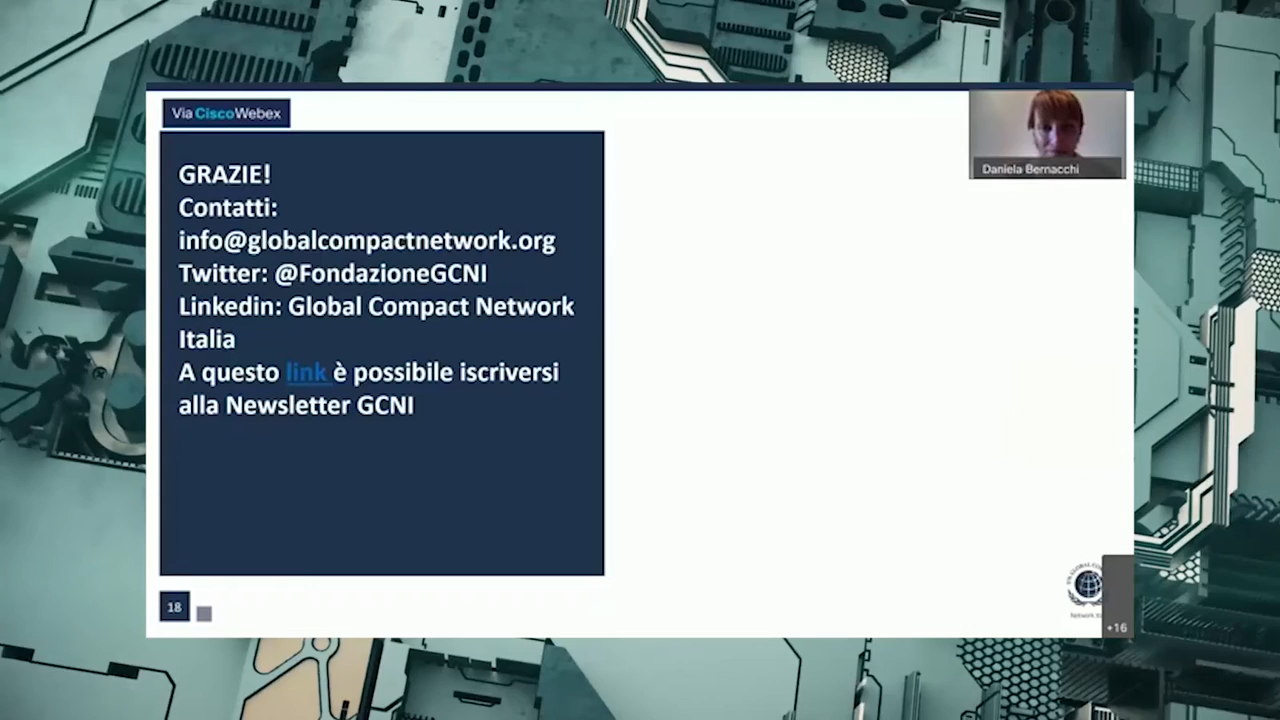 Via CiscoWebex
Daniela Bernacchi
GRAZIE!
Contatti:
info@globalcompactnetwork.org
Twitter: @FondazioneGCNI
Linkedin: Global Compact Network
Italia
A questo link è possibile iscriversi
alla Newsletter GCNI
18
+16